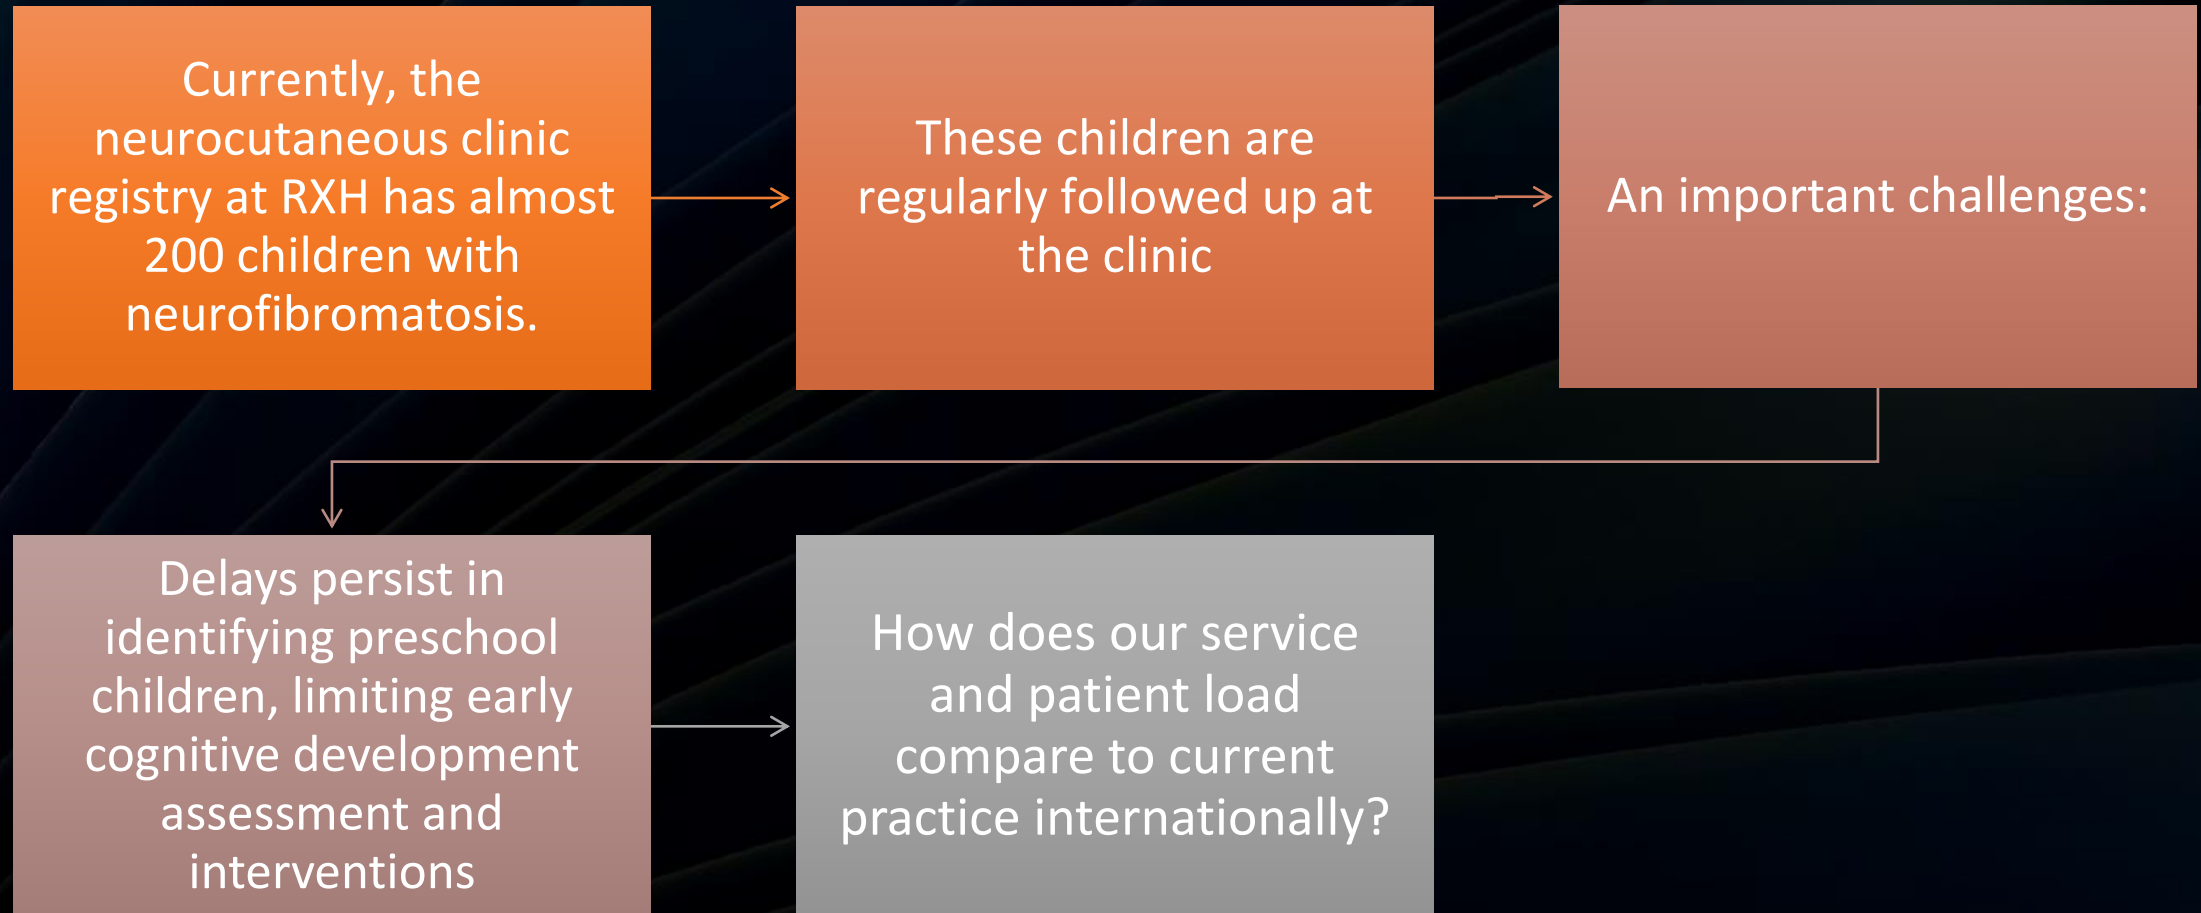 Currently, the
neurocutaneous clinic
registry at RXH has almost
200 children with
neurofibromatosis.
These children are
regularly followed up at
the clinic
An important challenges:
Delays persist in
identifying preschool
children, limiting early
cognitive development
assessment and
interventions
How does our service
and patient load
compare to current
practice internationally?